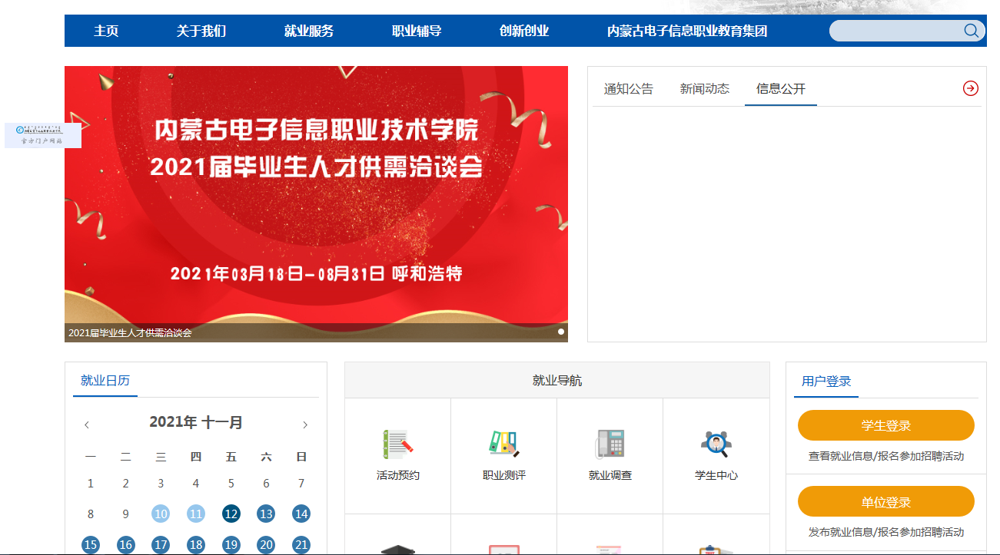 主页 关于我们 就业服务 职业辅导 创新创业 内蒙古电子信息职业教育集团
内蒙古电子信息职业技术学院
2021届毕业生人才供需洽谈会
2021年03月18日-08月31日 呼和浩特
2021届毕业生人才供需洽谈会
官方门户网站
通知公告 新闻动态 信息公开
就业日历
2021年 十一月
一 二 三 四 五 六 日
1 2 3 4 5 6 7
8 9 10 11 12 13 14
15 16 17 18 19 20 21
就业导航
活动预约 职业测评 就业调查 学生中心
用户登录
学生登录
查看就业信息/报名参加招聘活动
单位登录
发布就业信息/报名参加招聘活动